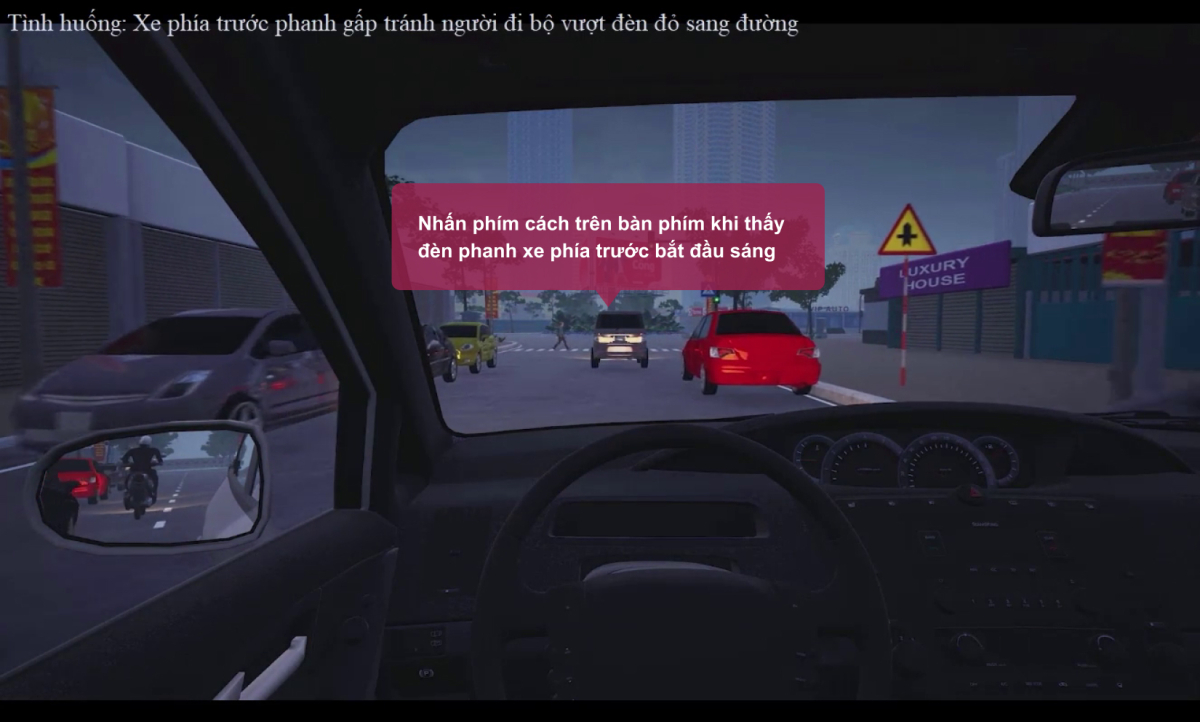 Tình huống: Xe phía trước phanh gấp tránh người đi bộ vượt đèn đỏ sang đường
Nhấn phím cách trên bàn phím khi thấy
đèn phanh xe phía trước bắt đầu sáng
LUXURY
HOUSE